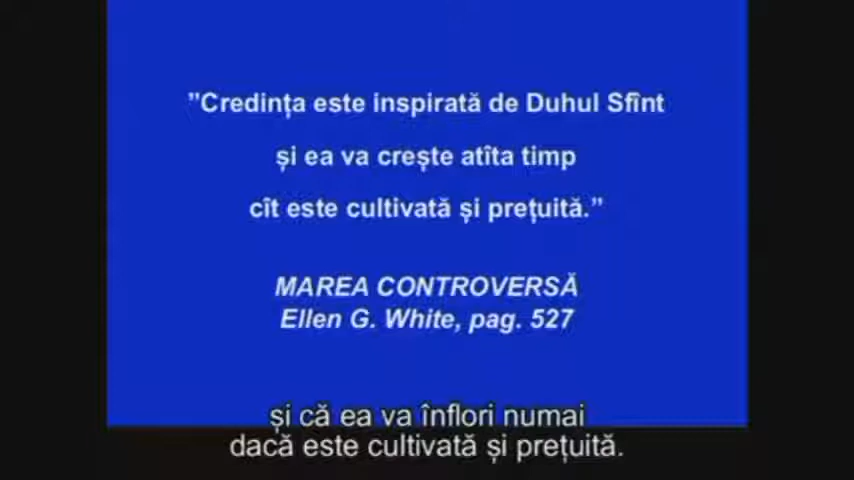 ”Credința este inspirată de Duhul Sfînt
și ea va crește atîta timp
cît este cultivată și prețuită.”
MAREA CONTROVERSĂ
Ellen G. White, pag. 527
și că ea va înflori numai
dacă este cultivată și prețuită.